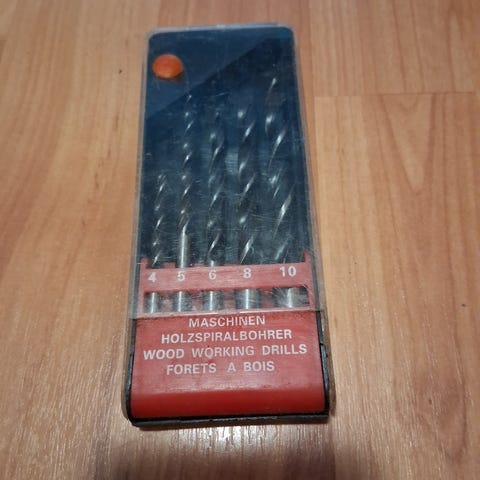 4 5 6 8 10
MASCHINEN
HOLZSPIRALBOHRER
WOOD WORKING DRILLS
FORETS A BOIS